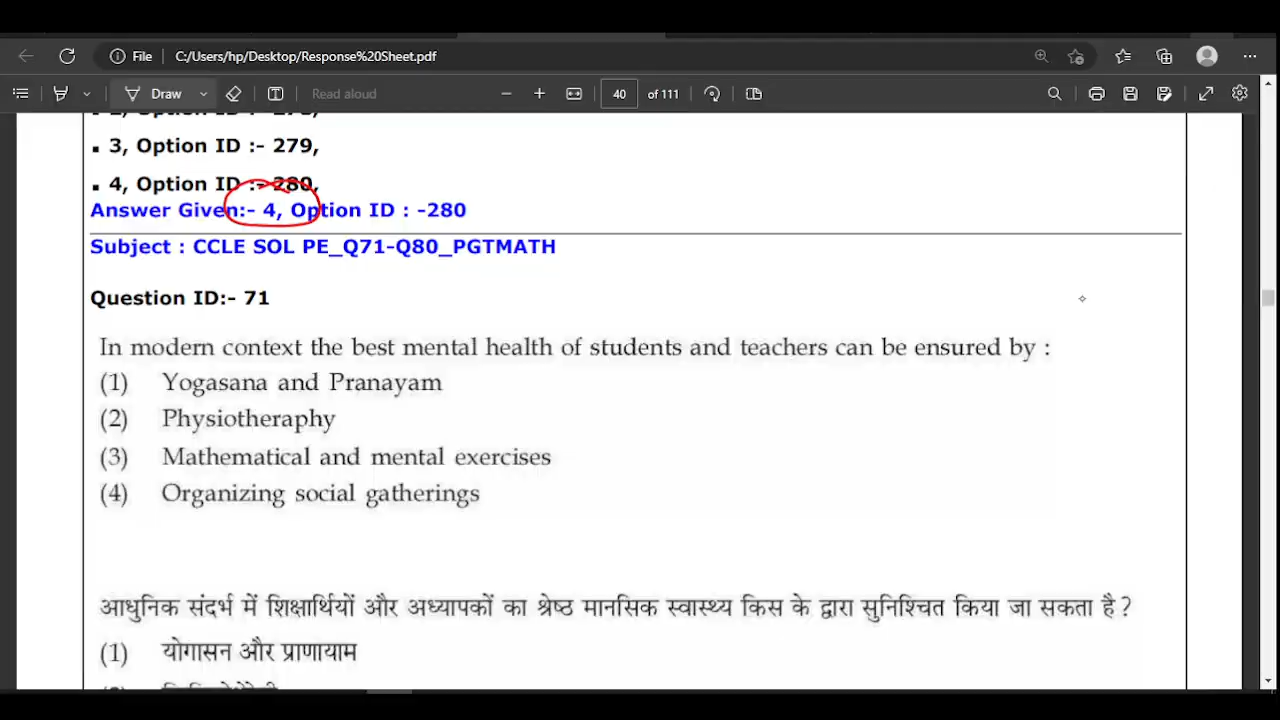 File C:/Users/hp/Desktop/Response%20Sheet.pdf
Draw Read aloud 40 of 111
3, Option ID :- 279,
4, Option ID :- 280,
Answer Given:- 4, Option ID : -280
Subject : CCLE SOL PE_Q71-Q80_PGTMATH
Question ID:- 71
In modern context the best mental health of students and teachers can be ensured by :
(1) Yogasana and Pranayam
(2) Physiotheraphy
(3) Mathematical and mental exercises
(4) Organizing social gatherings
आधुनिक संदर्भ में शिक्षार्थियों और अध्यापकों का श्रेष्ठ मानसिक स्वास्थ्य किस के द्वारा सुनिश्चित किया जा सकता है ?
(1) योगासन और प्राणायाम